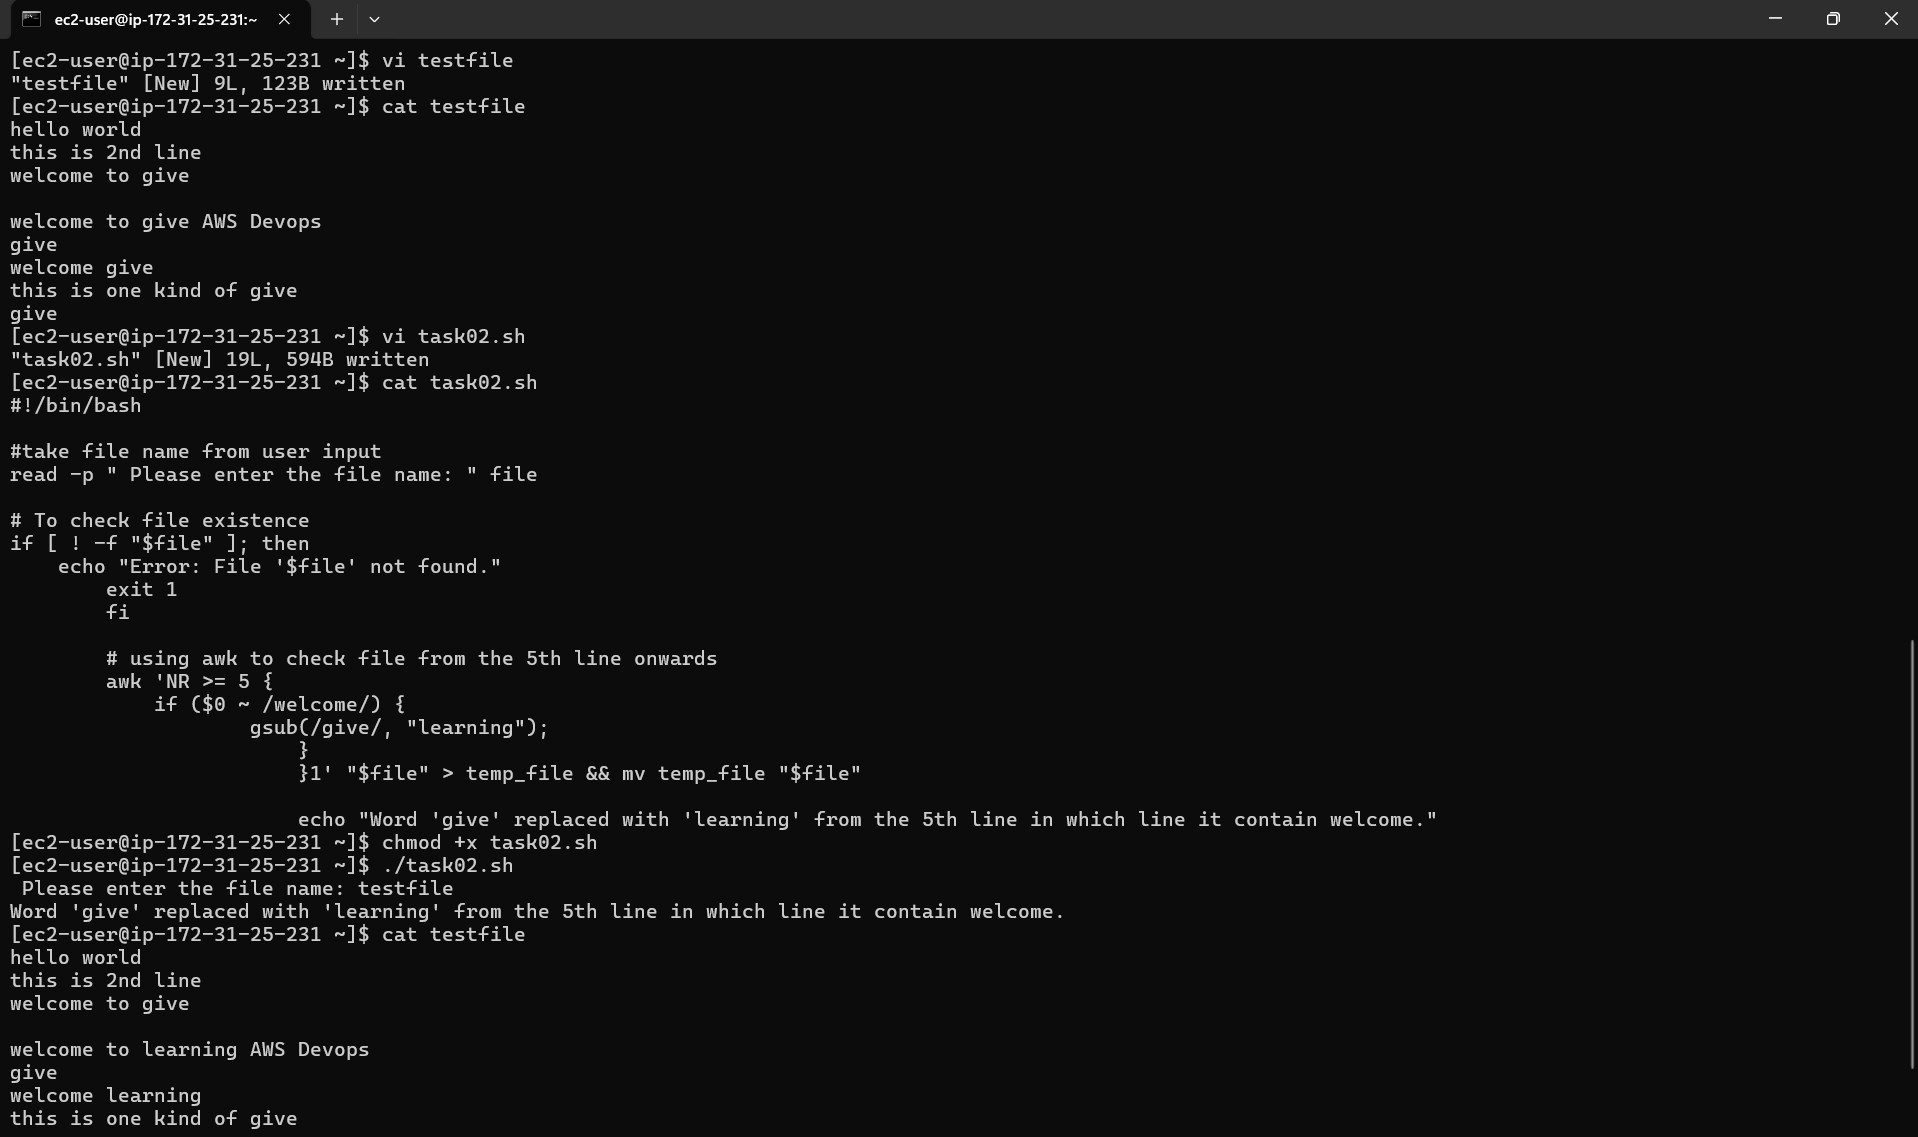 ec2-user@ip-172-31-25-231:~
[ec2-user@ip-172-31-25-231 ~]$ vi testfile
"testfile" [New] 9L, 123B written
[ec2-user@ip-172-31-25-231 ~]$ cat testfile
hello world
this is 2nd line
welcome to give

welcome to give AWS Devops
give
welcome give
this is one kind of give
give
[ec2-user@ip-172-31-25-231 ~]$ vi task02.sh
"task02.sh" [New] 19L, 594B written
[ec2-user@ip-172-31-25-231 ~]$ cat task02.sh
#!/bin/bash

#take file name from user input
read -p " Please enter the file name: " file

# To check file existence
if [ ! -f "$file" ]; then
    echo "Error: File '$file' not found."
        exit 1
        fi

        # using awk to check file from the 5th line onwards
        awk 'NR >= 5 {
            if ($0 ~ /welcome/) {
                    gsub(/give/, "learning");
                        }
                        }1' "$file" > temp_file && mv temp_file "$file"

                        echo "Word 'give' replaced with 'learning' from the 5th line in which line it contain welcome."
[ec2-user@ip-172-31-25-231 ~]$ chmod +x task02.sh
[ec2-user@ip-172-31-25-231 ~]$ ./task02.sh
 Please enter the file name: testfile
Word 'give' replaced with 'learning' from the 5th line in which line it contain welcome.
[ec2-user@ip-172-31-25-231 ~]$ cat testfile
hello world
this is 2nd line
welcome to give

welcome to learning AWS Devops
give
welcome learning
this is one kind of give